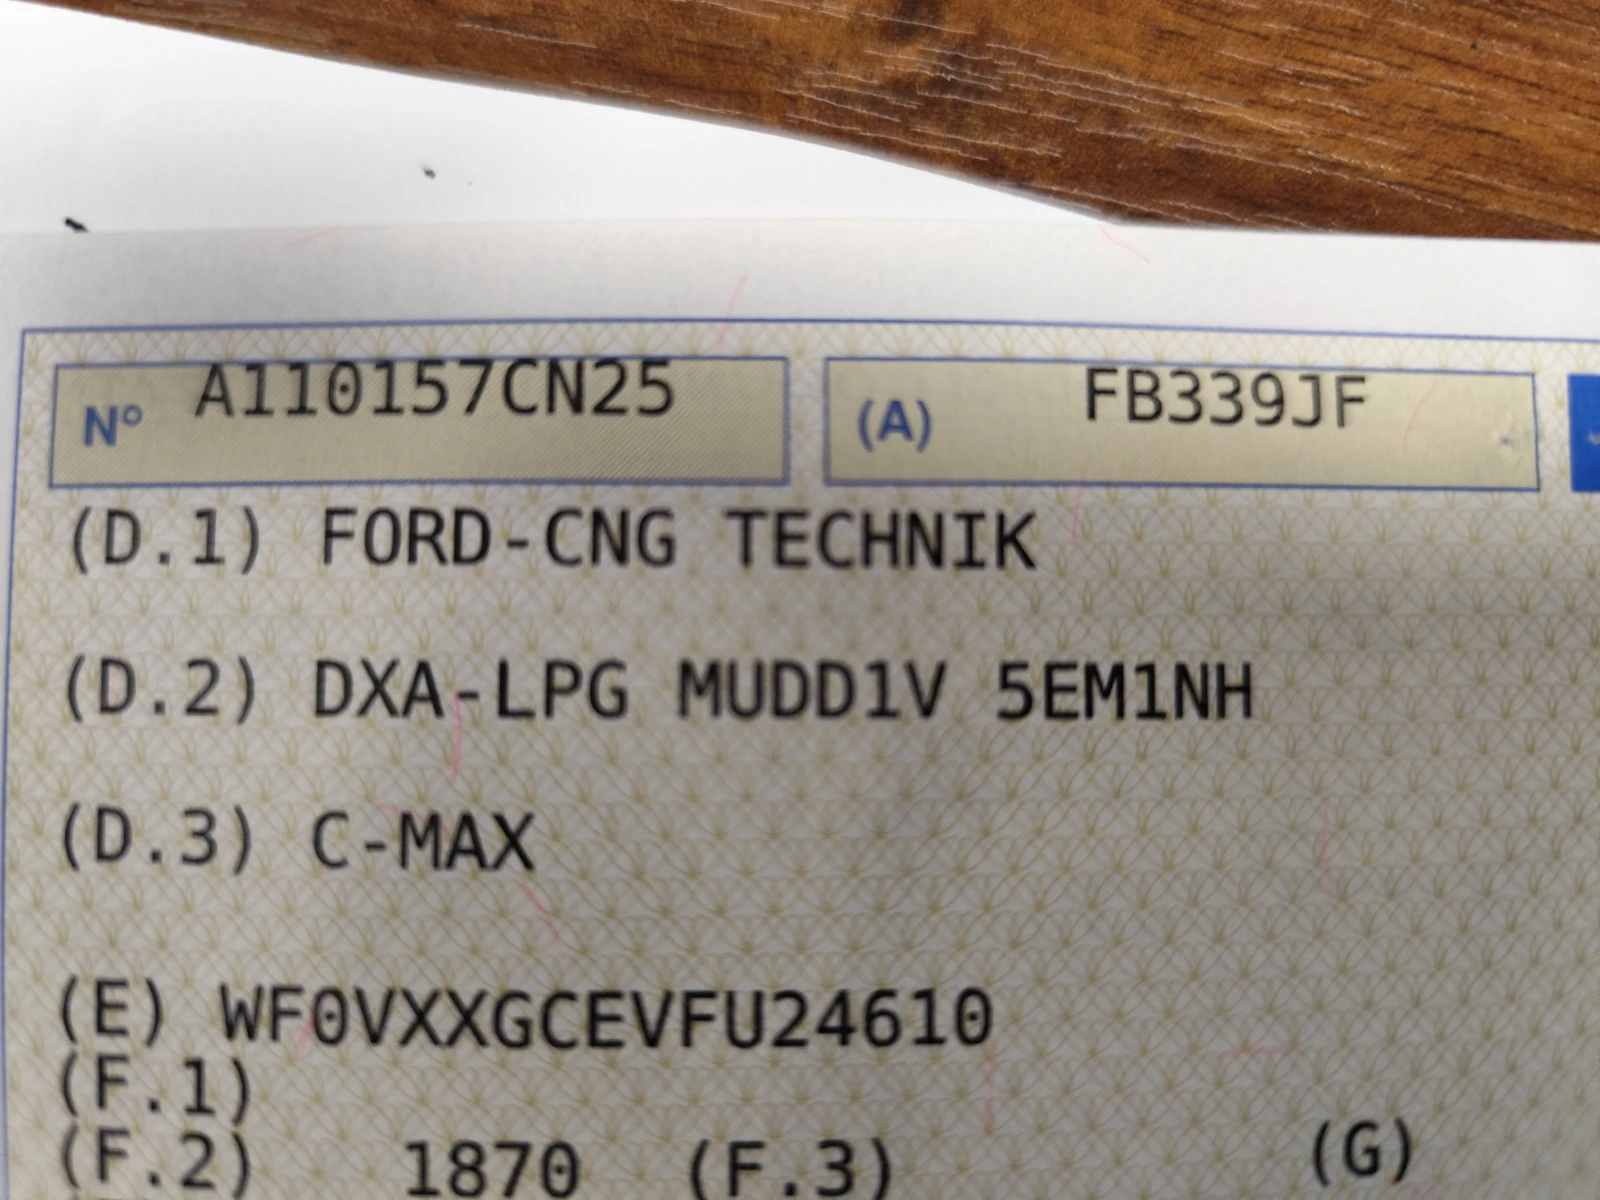 N° A110157CN25 (A) FB339JF
(D.1) FORD-CNG TECHNIK
(D.2) DXA-LPG MUDD1V 5EM1NH
(D.3) C-MAX
(E) WF0VXXGCEVFU24610
(F.1)
(F.2) 1870 (F.3) (G)